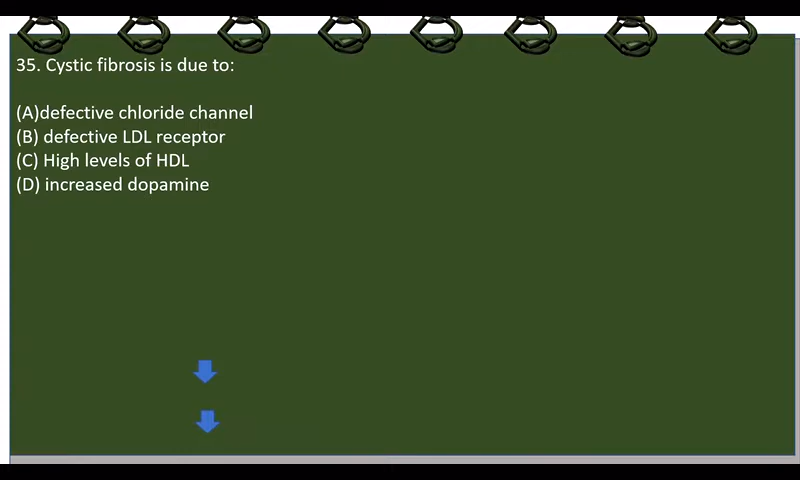 35. Cystic fibrosis is due to:
(A)defective chloride channel
(B) defective LDL receptor
(C) High levels of HDL
(D) increased dopamine